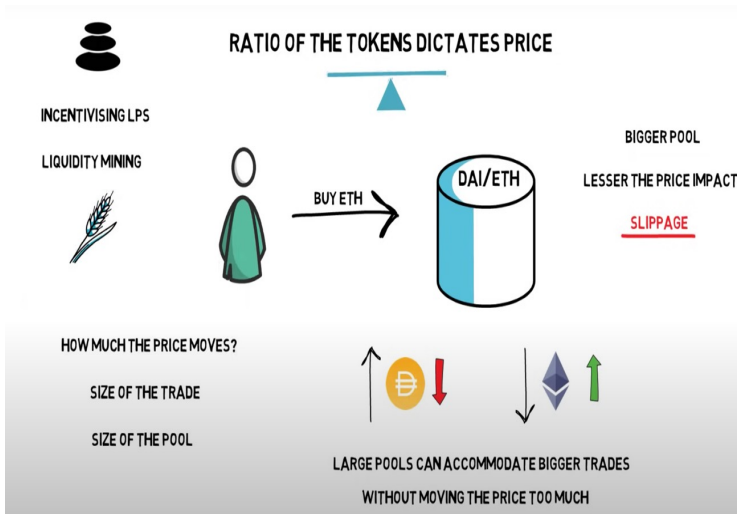 RATIO OF THE TOKENS DICTATES PRICE
INCENTIVISING LPS
LIQUIDITY MINING
BUY ETH
DAI/ETH
BIGGER POOL
LESSER THE PRICE IMPACT
SLIPPAGE
HOW MUCH THE PRICE MOVES?
SIZE OF THE TRADE
SIZE OF THE POOL
LARGE POOLS CAN ACCOMMODATE BIGGER TRADES
WITHOUT MOVING THE PRICE TOO MUCH